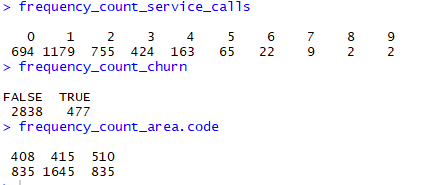 > frequency_count_service_calls
0 1 2 3 4 5 6 7 8 9
694 1179 755 424 163 65 22 9 2 2
> frequency_count_churn
FALSE TRUE
2838 477
> frequency_count_area.code
408 415 510
835 1645 835
>